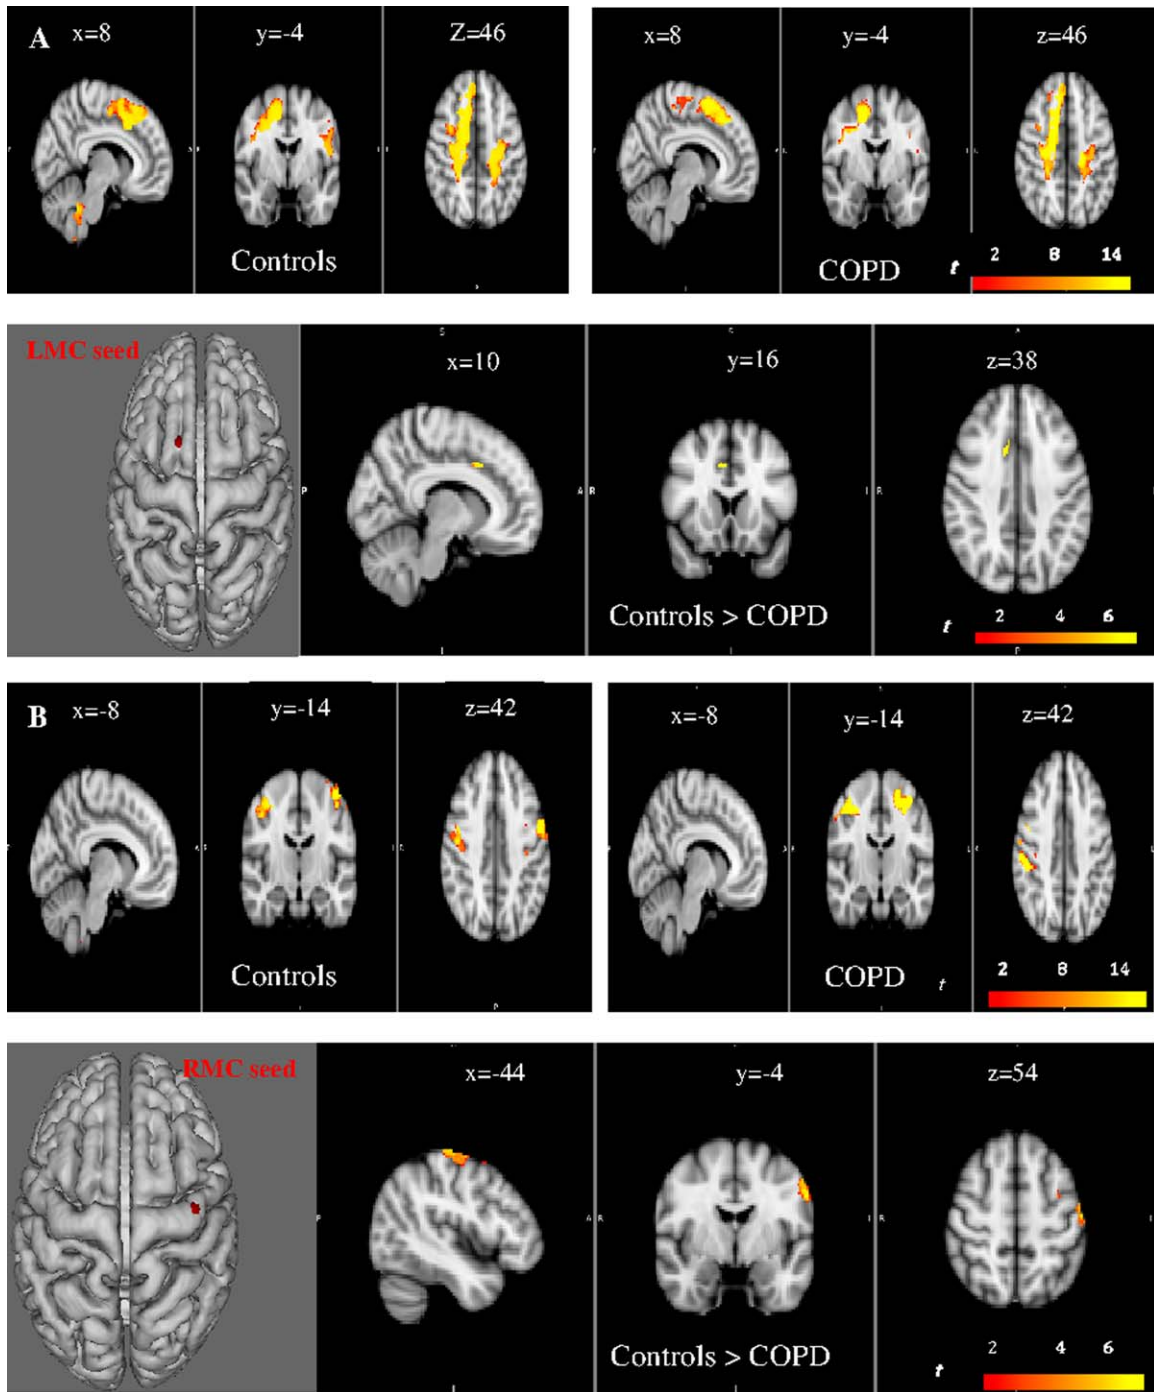 A x=8 y=-4 Z=46
x=8 y=-4 z=46
Controls
COPD
t 2 8 14
LMC seed
x=10 y=16 z=38
Controls > COPD
t 2 4 6
B x=-8 y=-14 z=42
x=-8 y=-14 z=42
Controls
COPD t
2 8 14
RMC seed
x=-44 y=-4 z=54
Controls > COPD
t 2 4 6